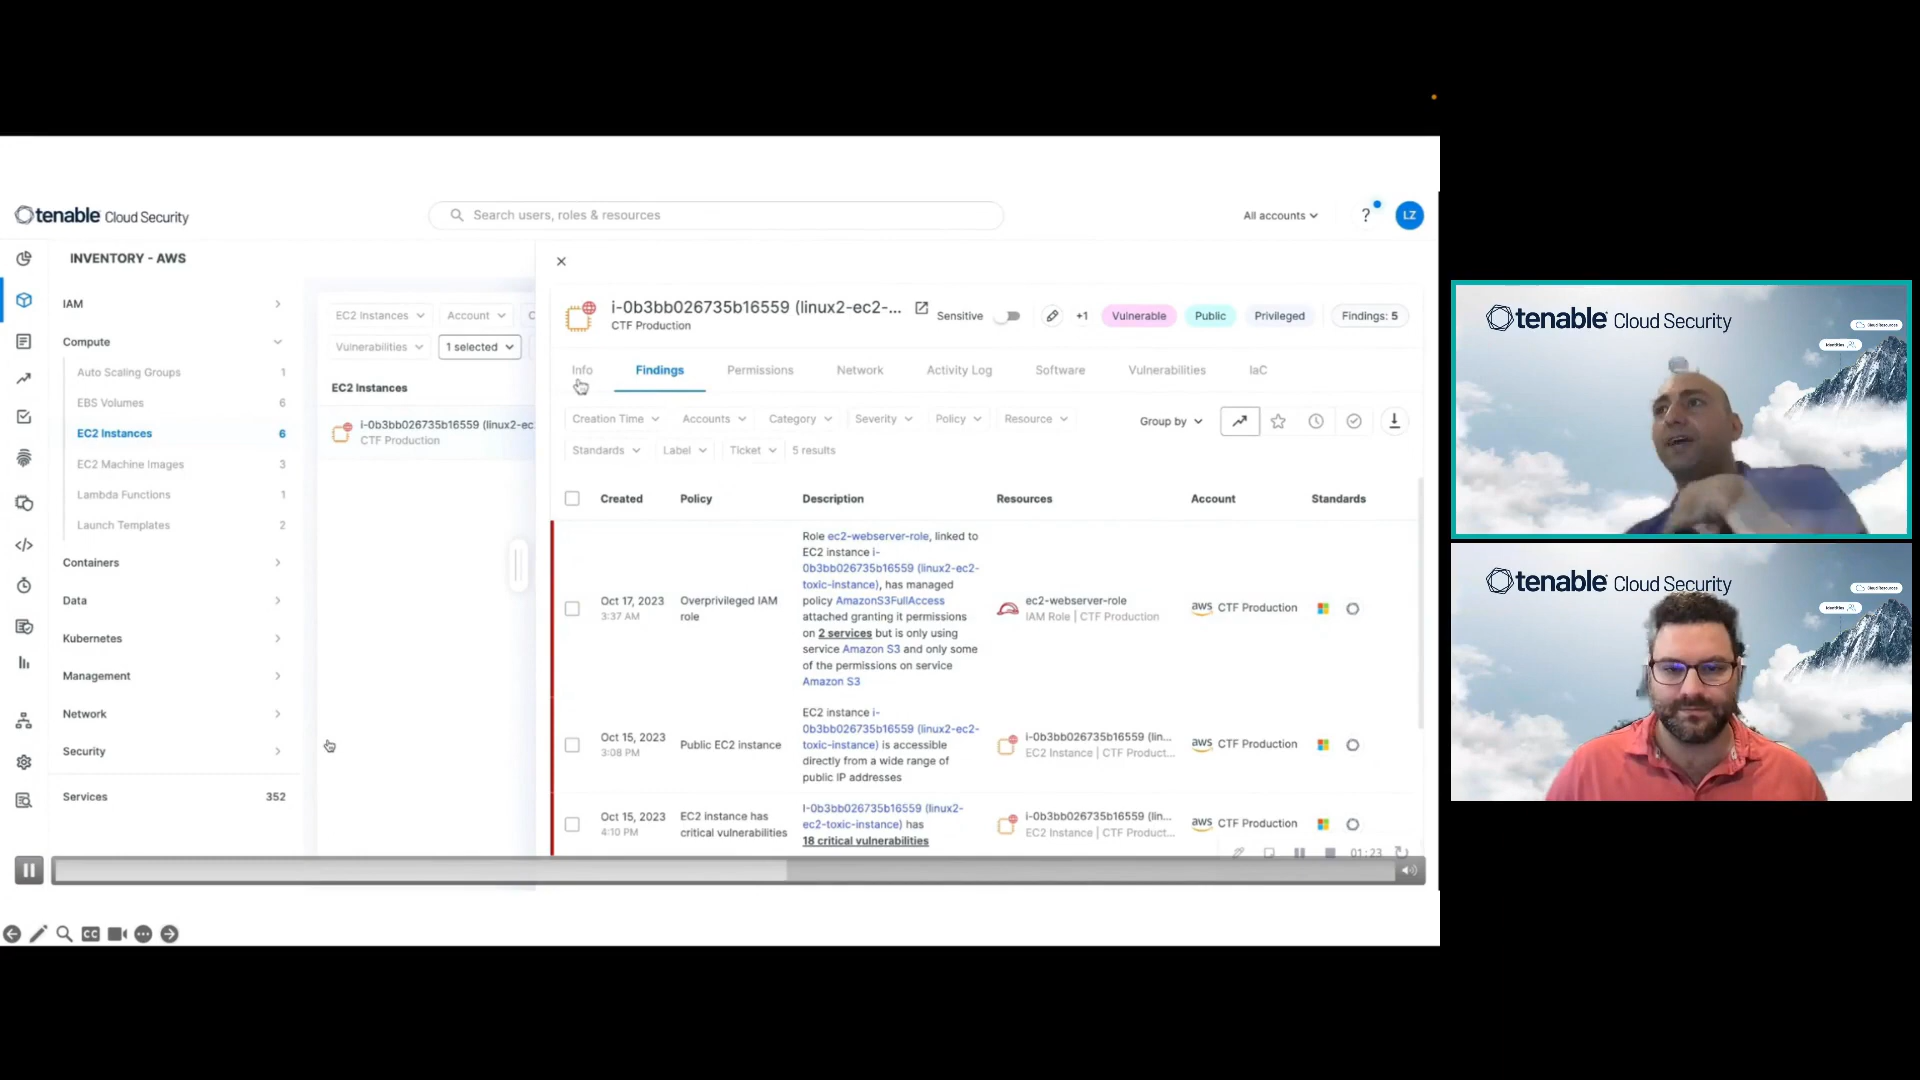 tenable Cloud Security
Search users, roles & resources
All accounts
?
LZ
INVENTORY - AWS
IAM
Compute
Auto Scaling Groups 1
EBS Volumes 6
EC2 Instances 6
EC2 Machine Images 3
Lambda Functions 1
Launch Templates 2
Containers
Data
Kubernetes
Management
Network
Security
Services 352
EC2 Instances Account C
Vulnerabilities 1 selected
EC2 Instances
i-0b3bb026735b16559 (linux2-ec
CTF Production
i-0b3bb026735b16559 (linux2-ec2-...
CTF Production
Sensitive +1 Vulnerable Public Privileged Findings: 5
Info Findings Permissions Network Activity Log Software Vulnerabilities IaC
Creation Time Accounts Category Severity Policy Resource Group by
Standards Label Ticket 5 results
Created Policy Description Resources Account Standards
Oct 17, 2023
3:37 AM
Overprivileged IAM
role
Role ec2-webserver-role, linked to
EC2 instance i-
0b3bb026735b16559 (linux2-ec2-
toxic-instance), has managed
policy AmazonS3FullAccess
attached granting it permissions
on 2 services but is only using
service Amazon S3 and only some
of the permissions on service
Amazon S3
ec2-webserver-role
IAM Role | CTF Production
aws CTF Production
Oct 15, 2023
3:08 PM
Public EC2 instance
EC2 instance i-
0b3bb026735b16559 (linux2-ec2-
toxic-instance) is accessible
directly from a wide range of
public IP addresses
i-0b3bb026735b16559 (lin...
EC2 Instance | CTF Product...
aws CTF Production
Oct 15, 2023
4:10 PM
EC2 instance has
critical vulnerabilities
I-0b3bb026735b16559 (linux2-
ec2-toxic-instance) has
18 critical vulnerabilities
i-0b3bb026735b16559 (lin...
EC2 Instance | CTF Product...
aws CTF Production
01:23
CC
tenable Cloud Security
Cloud Resources
Identities
tenable Cloud Security
Cloud Resources
Identities